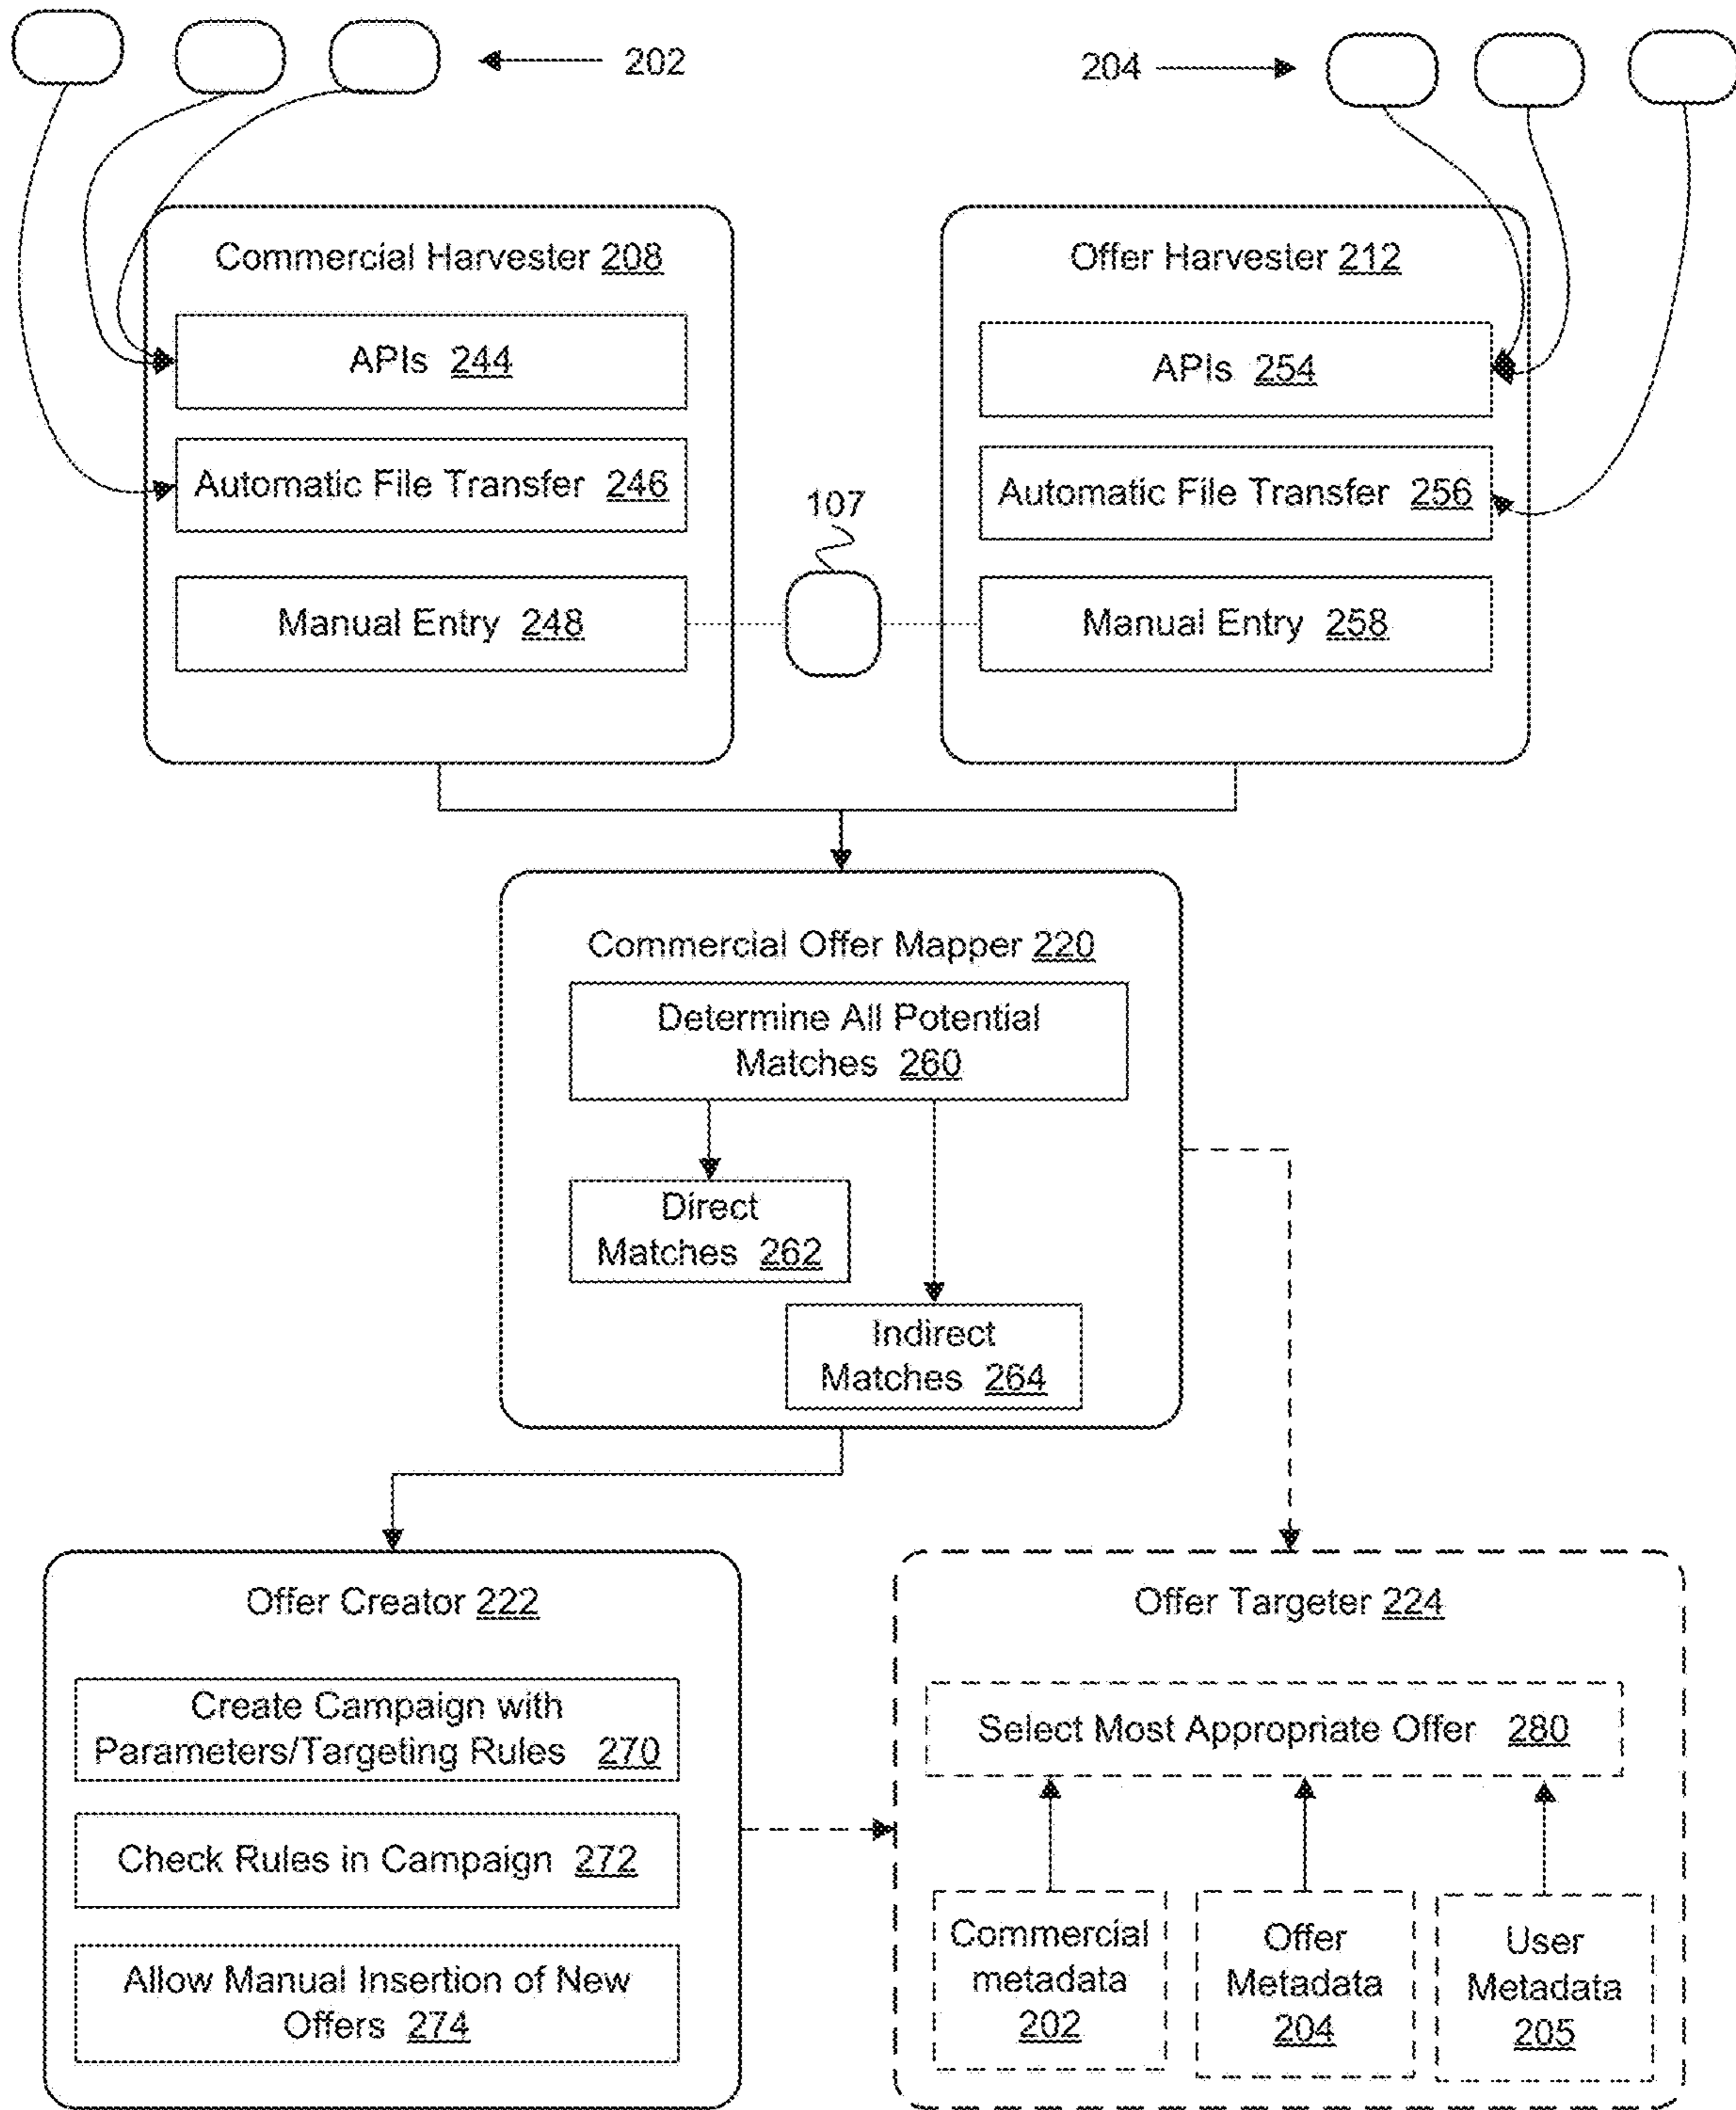 202
204
Commercial Harvester 208
APIs 244
Automatic File Transfer 246
Manual Entry 248
107
Offer Harvester 212
APIs 254
Automatic File Transfer 256
Manual Entry 258
Commercial Offer Mapper 220
Determine All Potential
Matches 260
Direct
Matches 262
Indirect
Matches 264
Offer Creator 222
Create Campaign with
Parameters/Targeting Rules 270
Check Rules in Campaign 272
Allow Manual Insertion of New
Offers 274
Offer Targeter 224
Select Most Appropriate Offer 280
Commercial
metadata
202
Offer
Metadata
204
User
Metadata
205